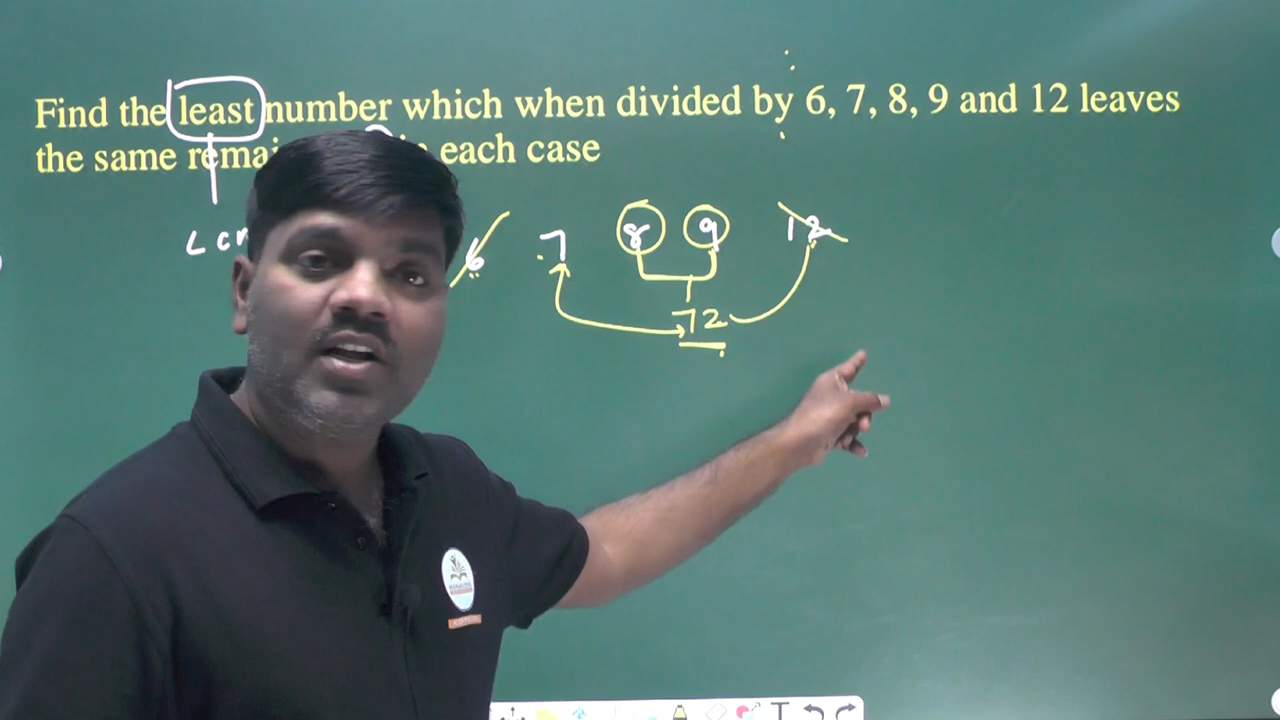 Find the least number which when divided by 6, 7, 8, 9 and 12 leaves
the same each case
6 7 8 9 12
72